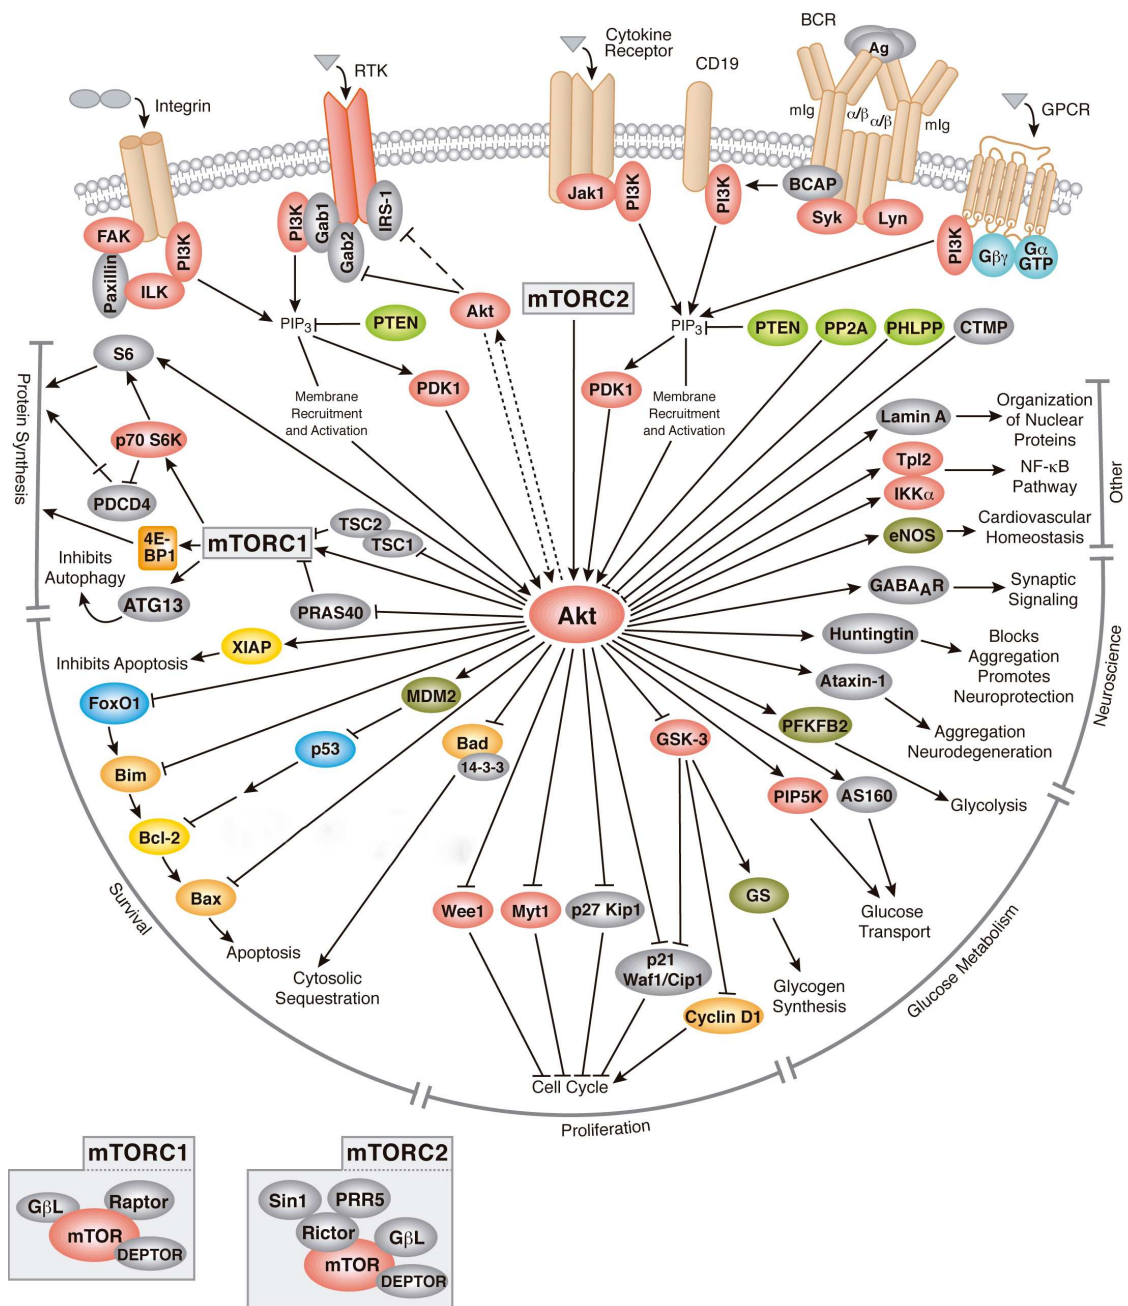 BCR
Cytokine
Receptor
Ag
CD19
RTK
Integrin
mIg
α/β
α/β
mIg
GPCR
Jak1
PI3K
PI3K
BCAP
Syk
Lyn
PI3K
Gβγ
Gα
GTP
FAK
PI3K
Paxillin
ILK
PI3K
Gab1
Gab2
IRS-1
Akt
mTORC2
PIP3
PTEN
PIP3
PTEN
PP2A
PHLPP
CTMP
S6
PDK1
PDK1
Membrane
Recruitment
and Activation
Membrane
Recruitment
and Activation
Protein Synthesis
p70 S6K
PDCD4
4E-
BP1
mTORC1
TSC2
TSC1
Inhibits
Autophagy
ATG13
PRAS40
Akt
Lamin A
Organization
of Nuclear
Proteins
Tpl2
IKKα
NF-κB
Pathway
eNOS
Cardiovascular
Homeostasis
Other
GABAAR
Synaptic
Signaling
Huntingtin
Blocks
Aggregation
Promotes
Neuroprotection
Ataxin-1
Aggregation
Neurodegeneration
Neuroscience
XIAP
Inhibits Apoptosis
FoxO1
MDM2
p53
Bad
14-3-3
Bim
Bcl-2
Bax
Apoptosis
Survival
Cytosolic
Sequestration
GSK-3
PFKFB2
PIP5K
AS160
Glycolysis
Glucose
Transport
GS
Glycogen
Synthesis
Glucose Metabolism
Wee1
Myt1
p27 Kip1
p21
Waf1/Cip1
Cyclin D1
Cell Cycle
Proliferation
mTORC1
GβL
Raptor
mTOR
DEPTOR
mTORC2
Sin1
PRR5
Rictor
GβL
mTOR
DEPTOR